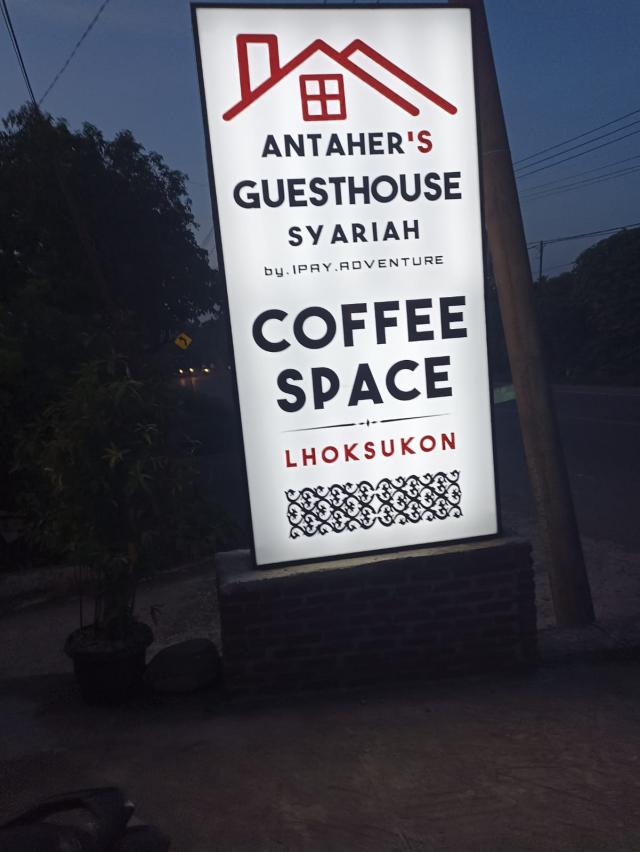 ANTAHER'S
GUESTHOUSE
SYARIAH
by.IPAY.ADVENTURE
COFFEE
SPACE
LHOKSUKON